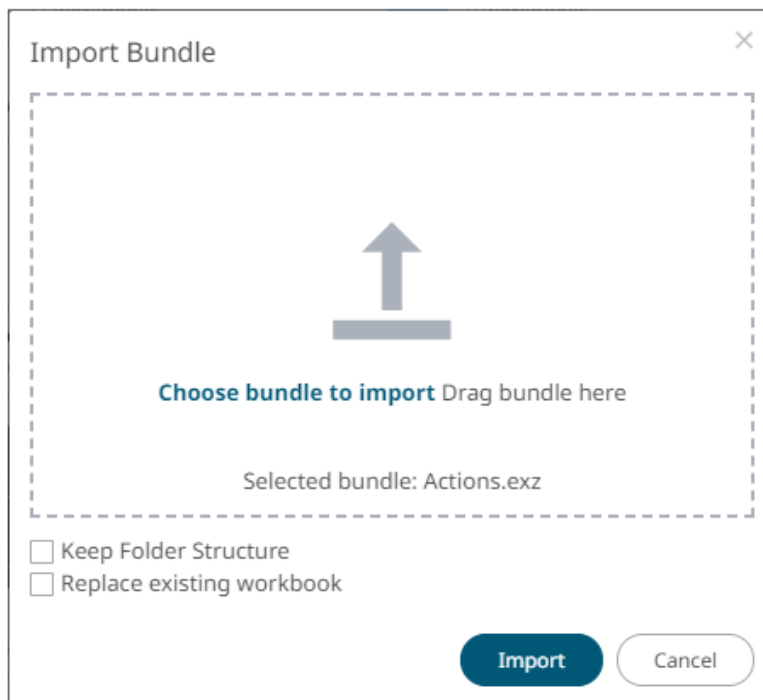 Import Bundle
Choose bundle to import Drag bundle here
Selected bundle: Actions.exz
Keep Folder Structure
Replace existing workbook
Import Cancel